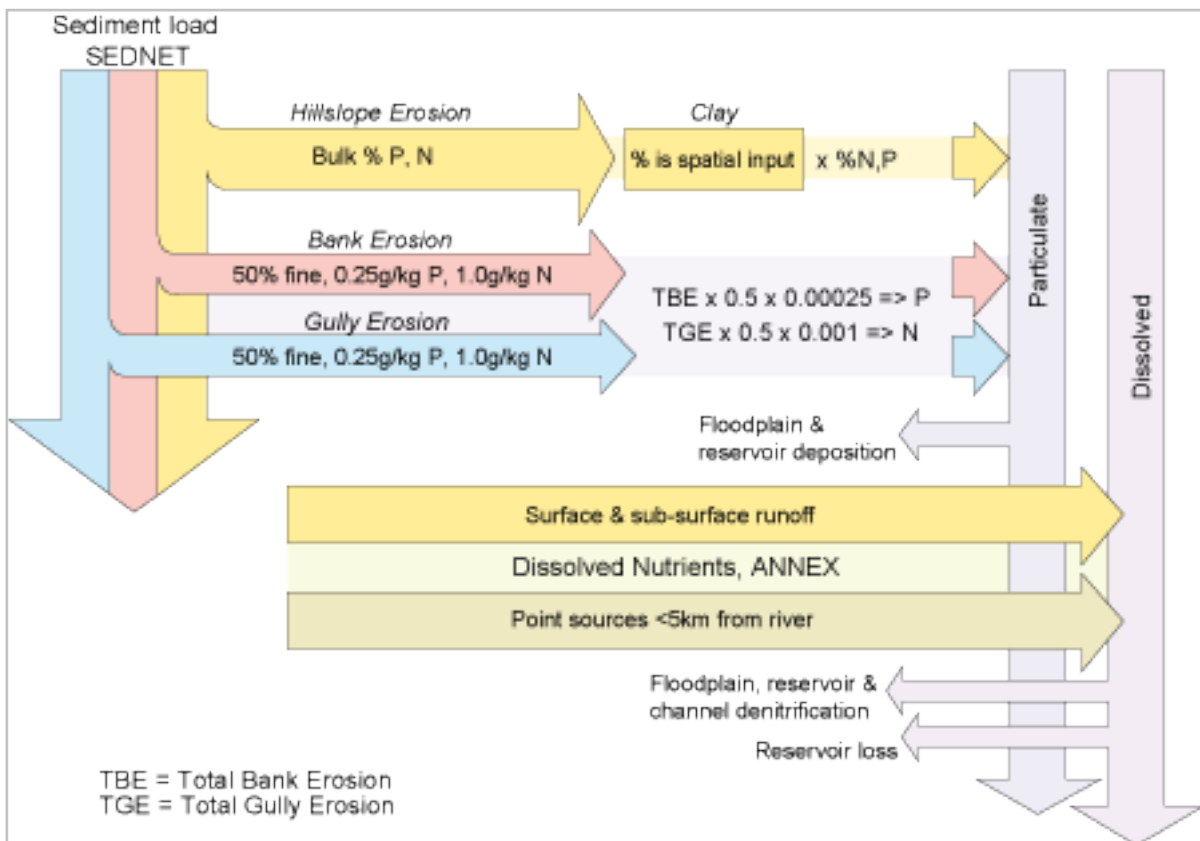 Sediment load
SEDNET
Hillslope Erosion
Bulk % P, N
Clay
% is spatial input
x %N,P
Bank Erosion
50% fine, 0.25g/kg P, 1.0g/kg N
Gully Erosion
50% fine, 0.25g/kg P, 1.0g/kg N
TBE x 0.5 x 0.00025 => P
TGE x 0.5 x 0.001 => N
Particulate
Dissolved
Floodplain &
reservoir deposition
Surface & sub-surface runoff
Dissolved Nutrients, ANNEX
Point sources <5km from river
Floodplain, reservoir &
channel denitrification
Reservoir loss
TBE = Total Bank Erosion
TGE = Total Gully Erosion